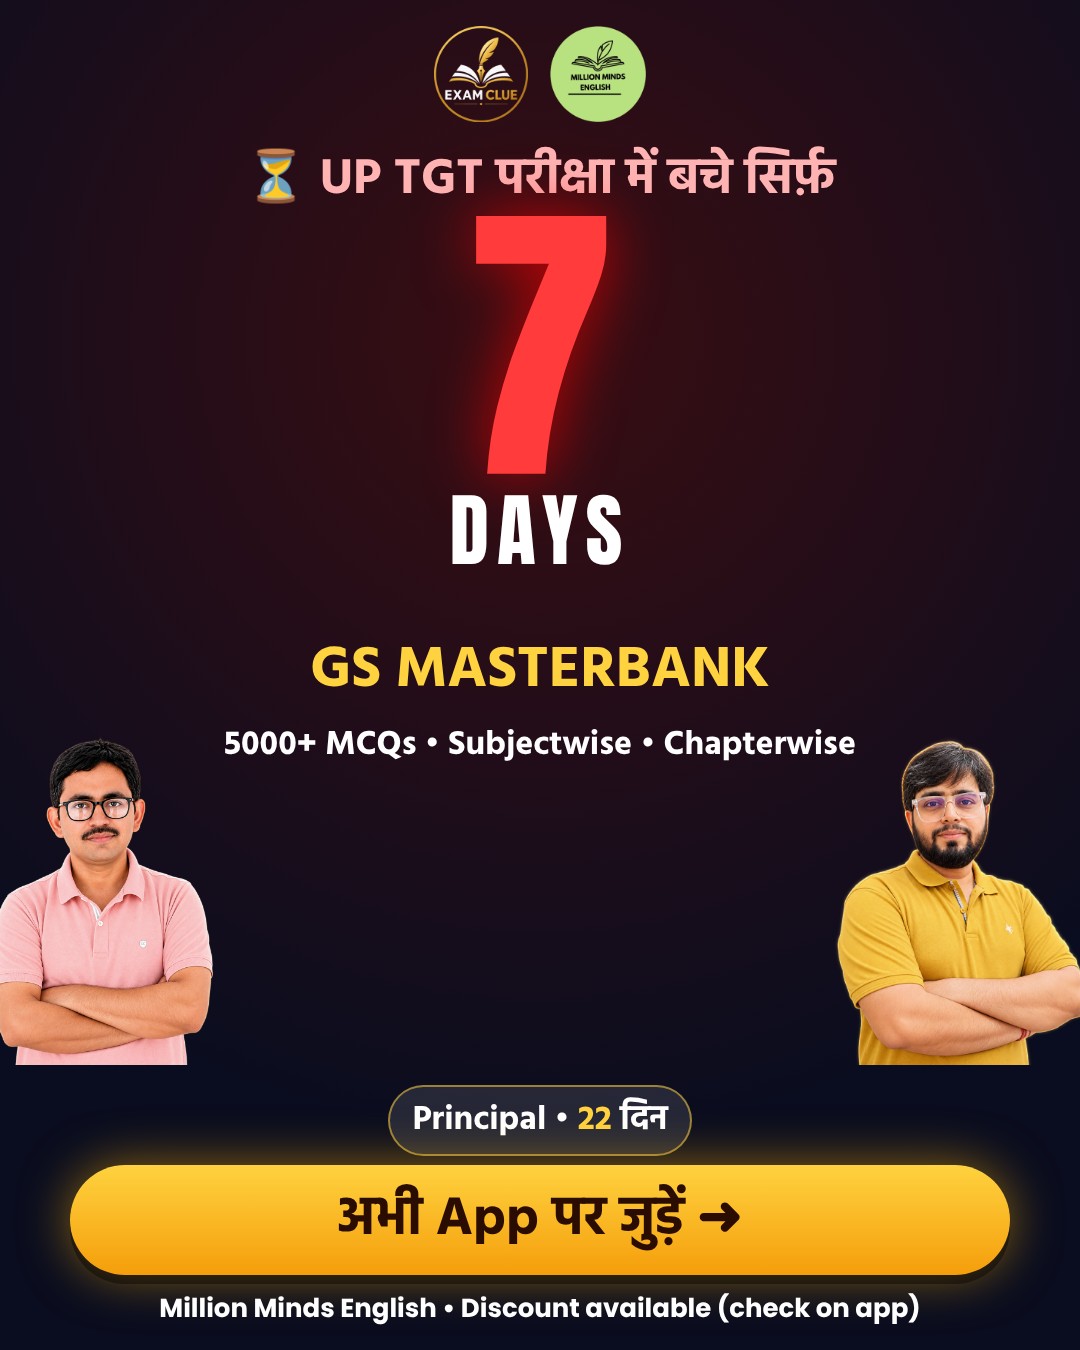 EXAM CLUE
MILLION MINDS
ENGLISH
⏳ UP TGT परीक्षा में बचे सिर्फ़
7
DAYS
GS MASTERBANK
5000+ MCQs • Subjectwise • Chapterwise
Principal • 22 दिन
अभी App पर जुड़ें ➔
Million Minds English • Discount available (check on app)